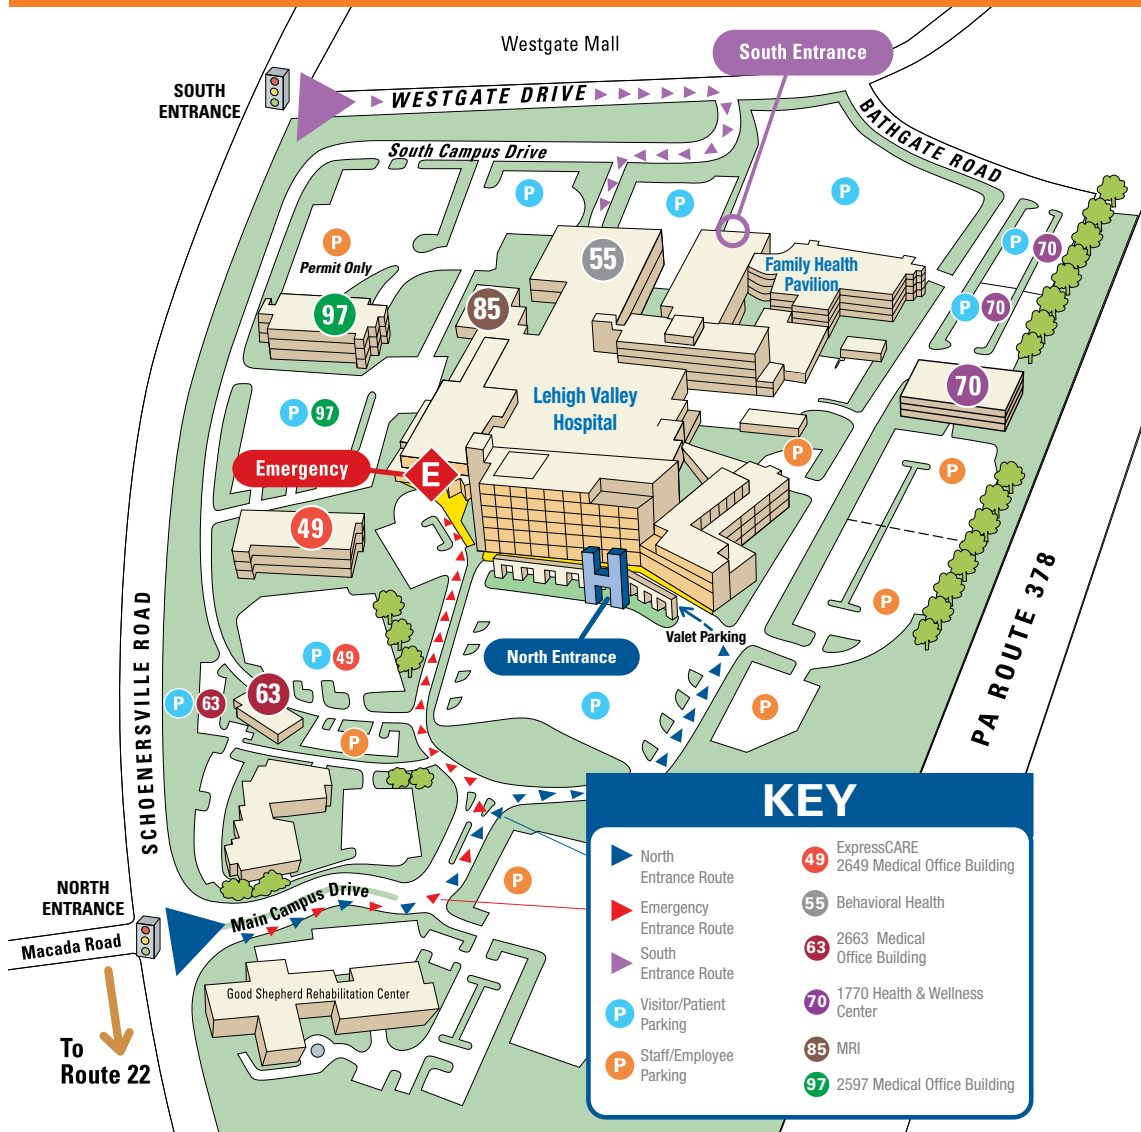 Westgate Mall
South Entrance
SOUTH
ENTRANCE
WESTGATE DRIVE
BATHGATE ROAD
South Campus Drive
P
P
P
P
Permit Only
P
70
P
70
55
Family Health
Pavilion
97
85
70
Lehigh Valley
Hospital
P
97
Emergency
E
P
P
49
H
P
Valet Parking
North Entrance
SCHOENERSVILLE ROAD
PA ROUTE 378
P
49
63
P
63
P
P
P
KEY
North
Entrance Route
Emergency
Entrance Route
South
Entrance Route
P
Visitor/Patient
Parking
P
Staff/Employee
Parking
49
ExpressCARE
2649 Medical Office Building
55
Behavioral Health
63
2663 Medical
Office Building
70
1770 Health & Wellness
Center
85
MRI
97
2597 Medical Office Building
P
NORTH
ENTRANCE
Main Campus Drive
Macada Road
Good Shepherd Rehabilitation Center
To
Route 22